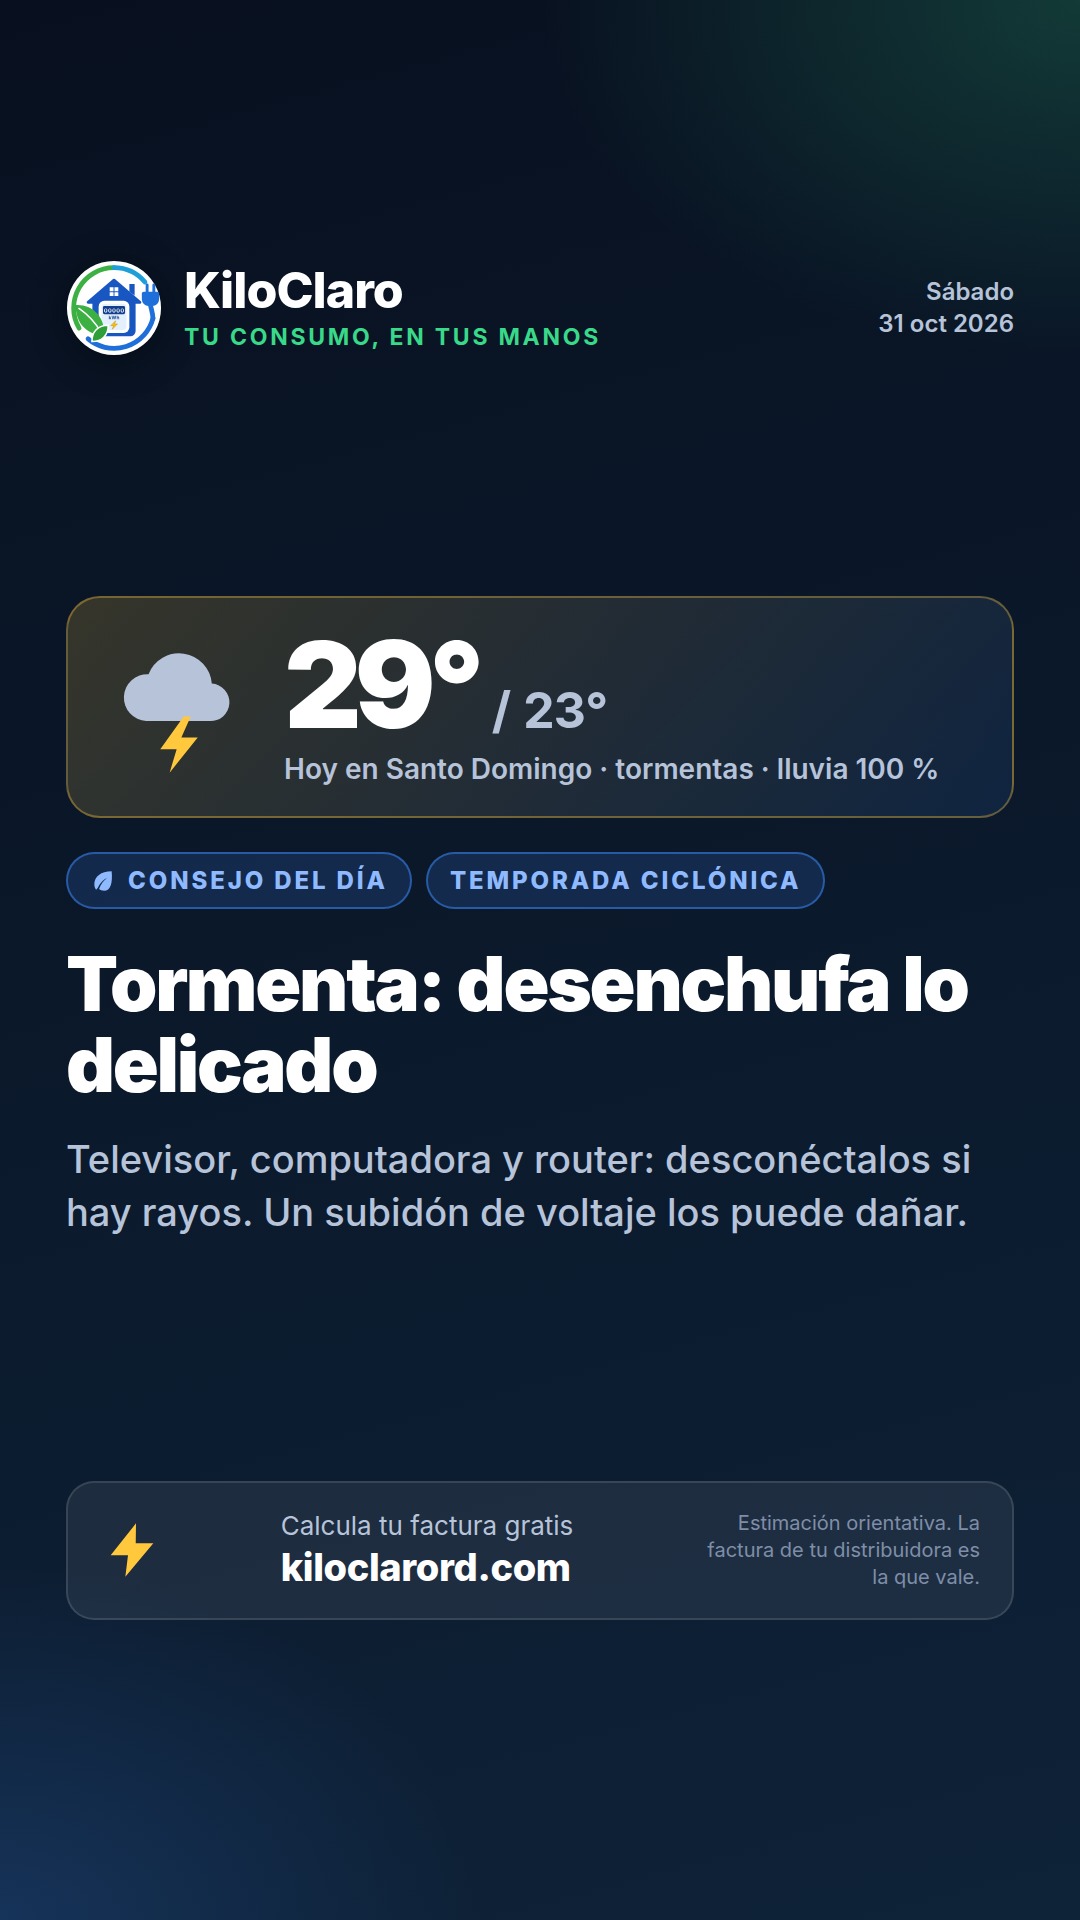 KiloClaro
TU CONSUMO, EN TUS MANOS
Sábado
31 oct 2026
29° / 23°
Hoy en Santo Domingo · tormentas · lluvia 100 %
CONSEJO DEL DÍA
TEMPORADA CICLÓNICA
Tormenta: desenchufa lo
delicado
Televisor, computadora y router: desconéctalos si
hay rayos. Un subidón de voltaje los puede dañar.
Calcula tu factura gratis
kiloclarord.com
Estimación orientativa. La
factura de tu distribuidora es
la que vale.